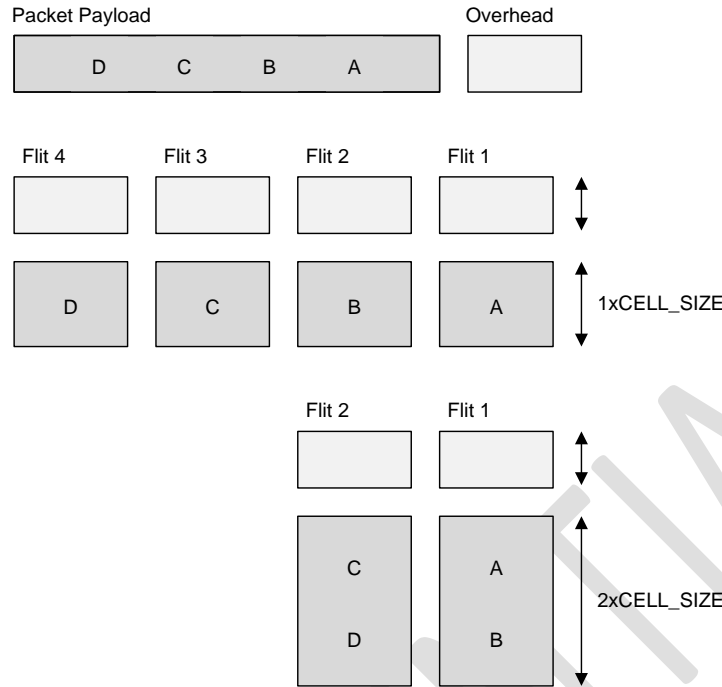 Packet Payload Overhead
D C B A
Flit 4 Flit 3 Flit 2 Flit 1
D C B A 1xCELL_SIZE
Flit 2 Flit 1
C A
2xCELL_SIZE
D B